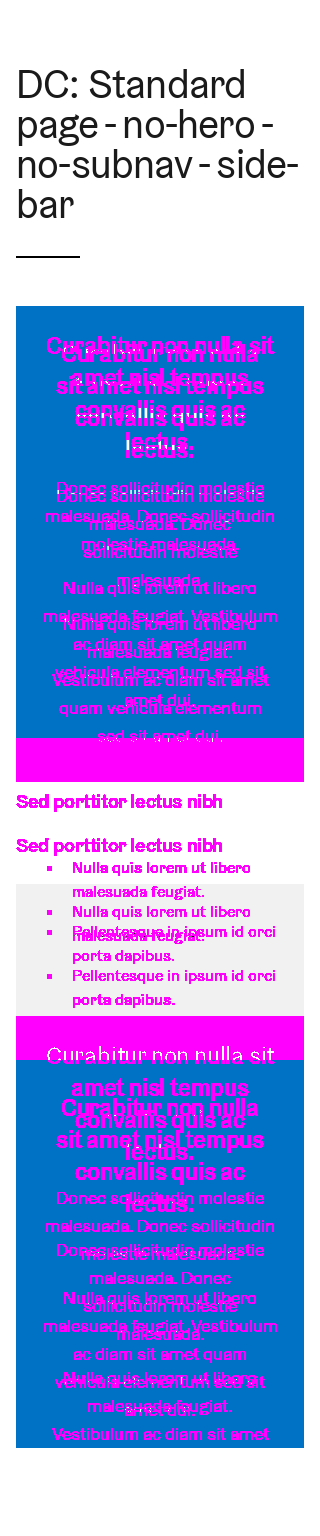 DC: Standard
page - no-hero -
no-subnav - side-
bar
Curabitur non nulla sit
Curabitur non nulla
amet nisl tempus
sit amet nisl tempus
convallis quis ac
convallis quis ac
lectus.
lectus.
Donec sollicitudin molestie
Donec sollicitudin molestie
malesuada. Donec sollicitudin
malesuada. Donec
molestie malesuada.
sollicitudin molestie
malesuada.
Nulla quis lorem ut libero
malesuada feugiat. Vestibulum
Nulla quis lorem ut libero
ac diam sit amet quam
malesuada feugiat.
vehicula elementum sed sit
Vestibulum ac diam sit amet
amet dui.
quam vehicula elementum
sed sit amet dui.
Sed porttitor lectus nibh
Sed porttitor lectus nibh
Nulla quis lorem ut libero
malesuada feugiat.
Nulla quis lorem ut libero
Pellentesque in ipsum id orci
malesuada feugiat.
porta dapibus.
Pellentesque in ipsum id orci
porta dapibus.
Curabitur non nulla sit
amet nisl tempus
Curabitur non nulla
convallis quis ac
sit amet nisl tempus
lectus.
convallis quis ac
lectus.
Donec sollicitudin molestie
malesuada. Donec sollicitudin
Donec sollicitudin molestie
molestie malesuada.
malesuada. Donec
Nulla quis lorem ut libero
sollicitudin molestie
malesuada feugiat. Vestibulum
malesuada.
ac diam sit amet quam
Nulla quis lorem ut libero
vehicula elementum sed sit
malesuada feugiat.
amet dui.
Vestibulum ac diam sit amet